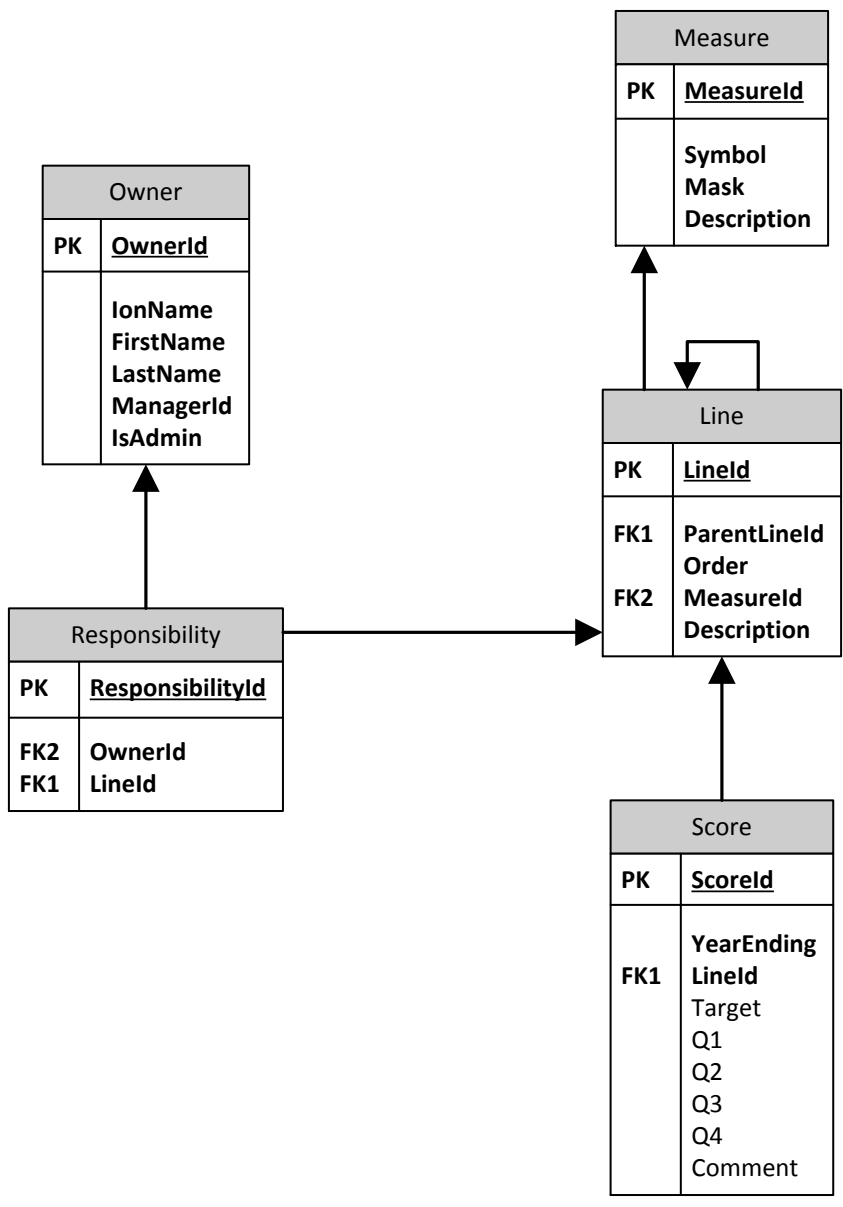 Measure
PK MeasureId
Symbol
Mask
Description
Owner
PK OwnerId
IonName
FirstName
LastName
ManagerId
IsAdmin
Line
PK LineId
FK1 ParentLineId
Order
FK2 MeasureId
Description
Responsibility
PK ResponsibilityId
FK2 OwnerId
FK1 LineId
Score
PK ScoreId
YearEnding
FK1 LineId
Target
Q1
Q2
Q3
Q4
Comment